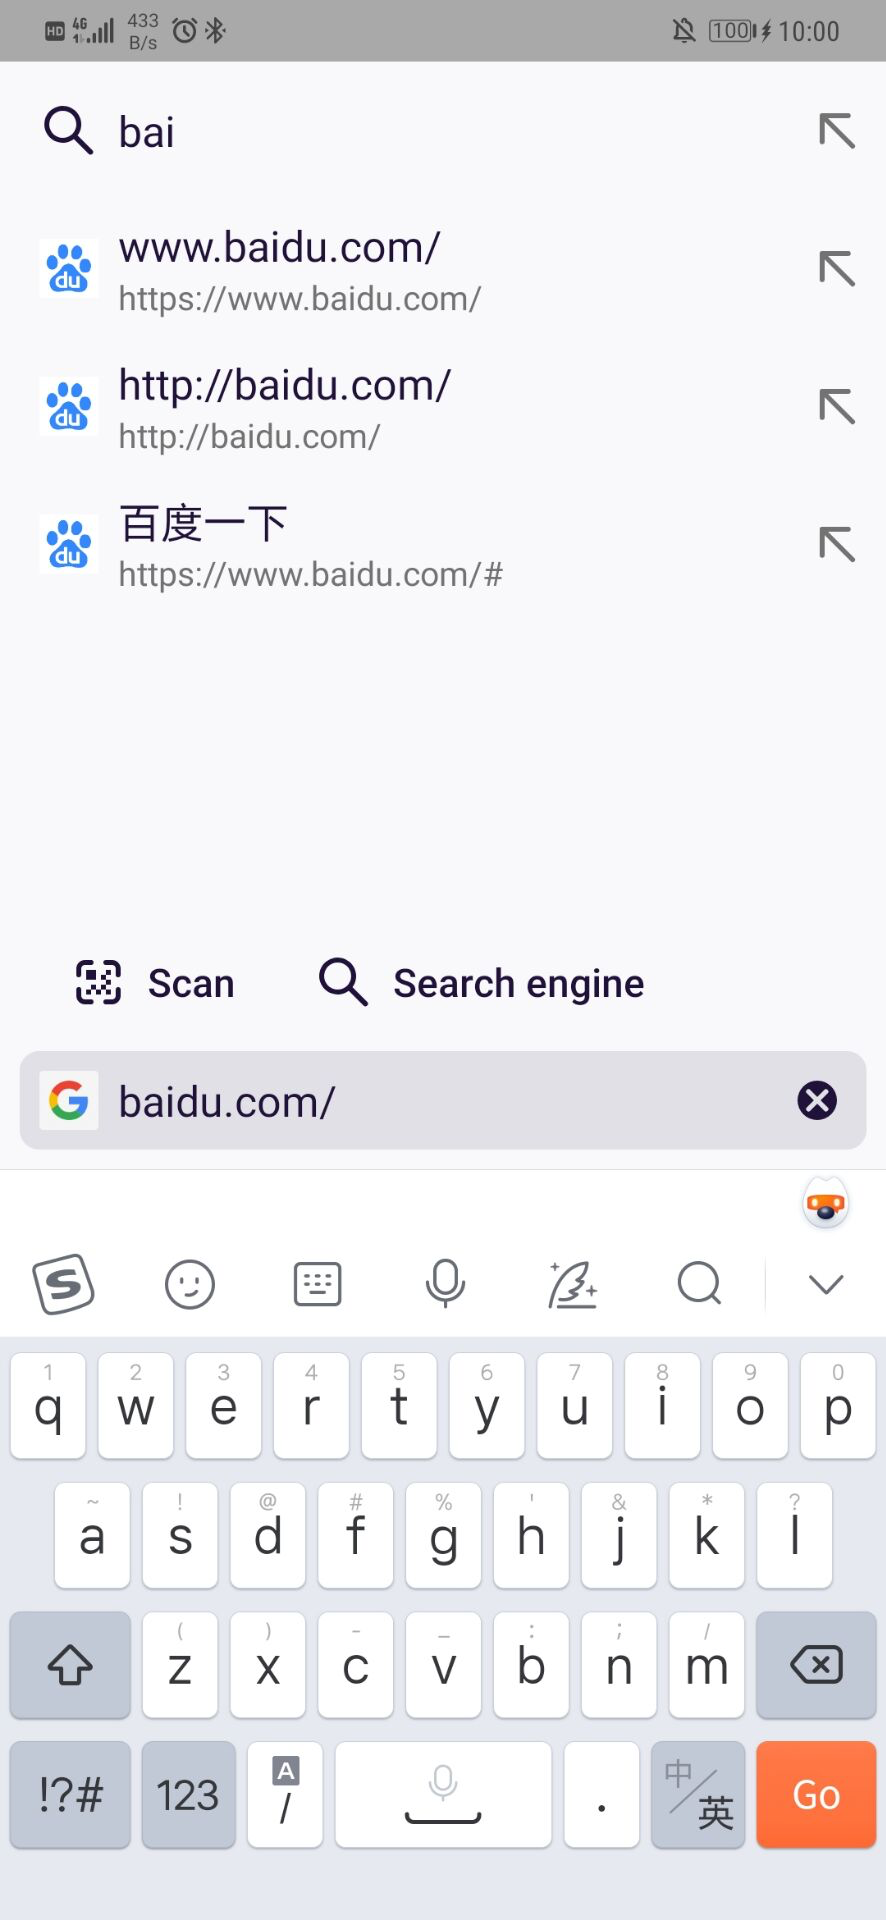 HD 4G 433 B/s 100 10:00
bai
www.baidu.com/
https://www.baidu.com/
http://baidu.com/
http://baidu.com/
百度一下
https://www.baidu.com/#
Scan Search engine
baidu.com/
1 2 3 4 5 6 7 8 9 0
q w e r t y u i o p
~ ! @ # % ' & * ?
a s d f g h j k l
( ) - _ : ; /
z x c v b n m
!?# 123 A / . 中/英 Go